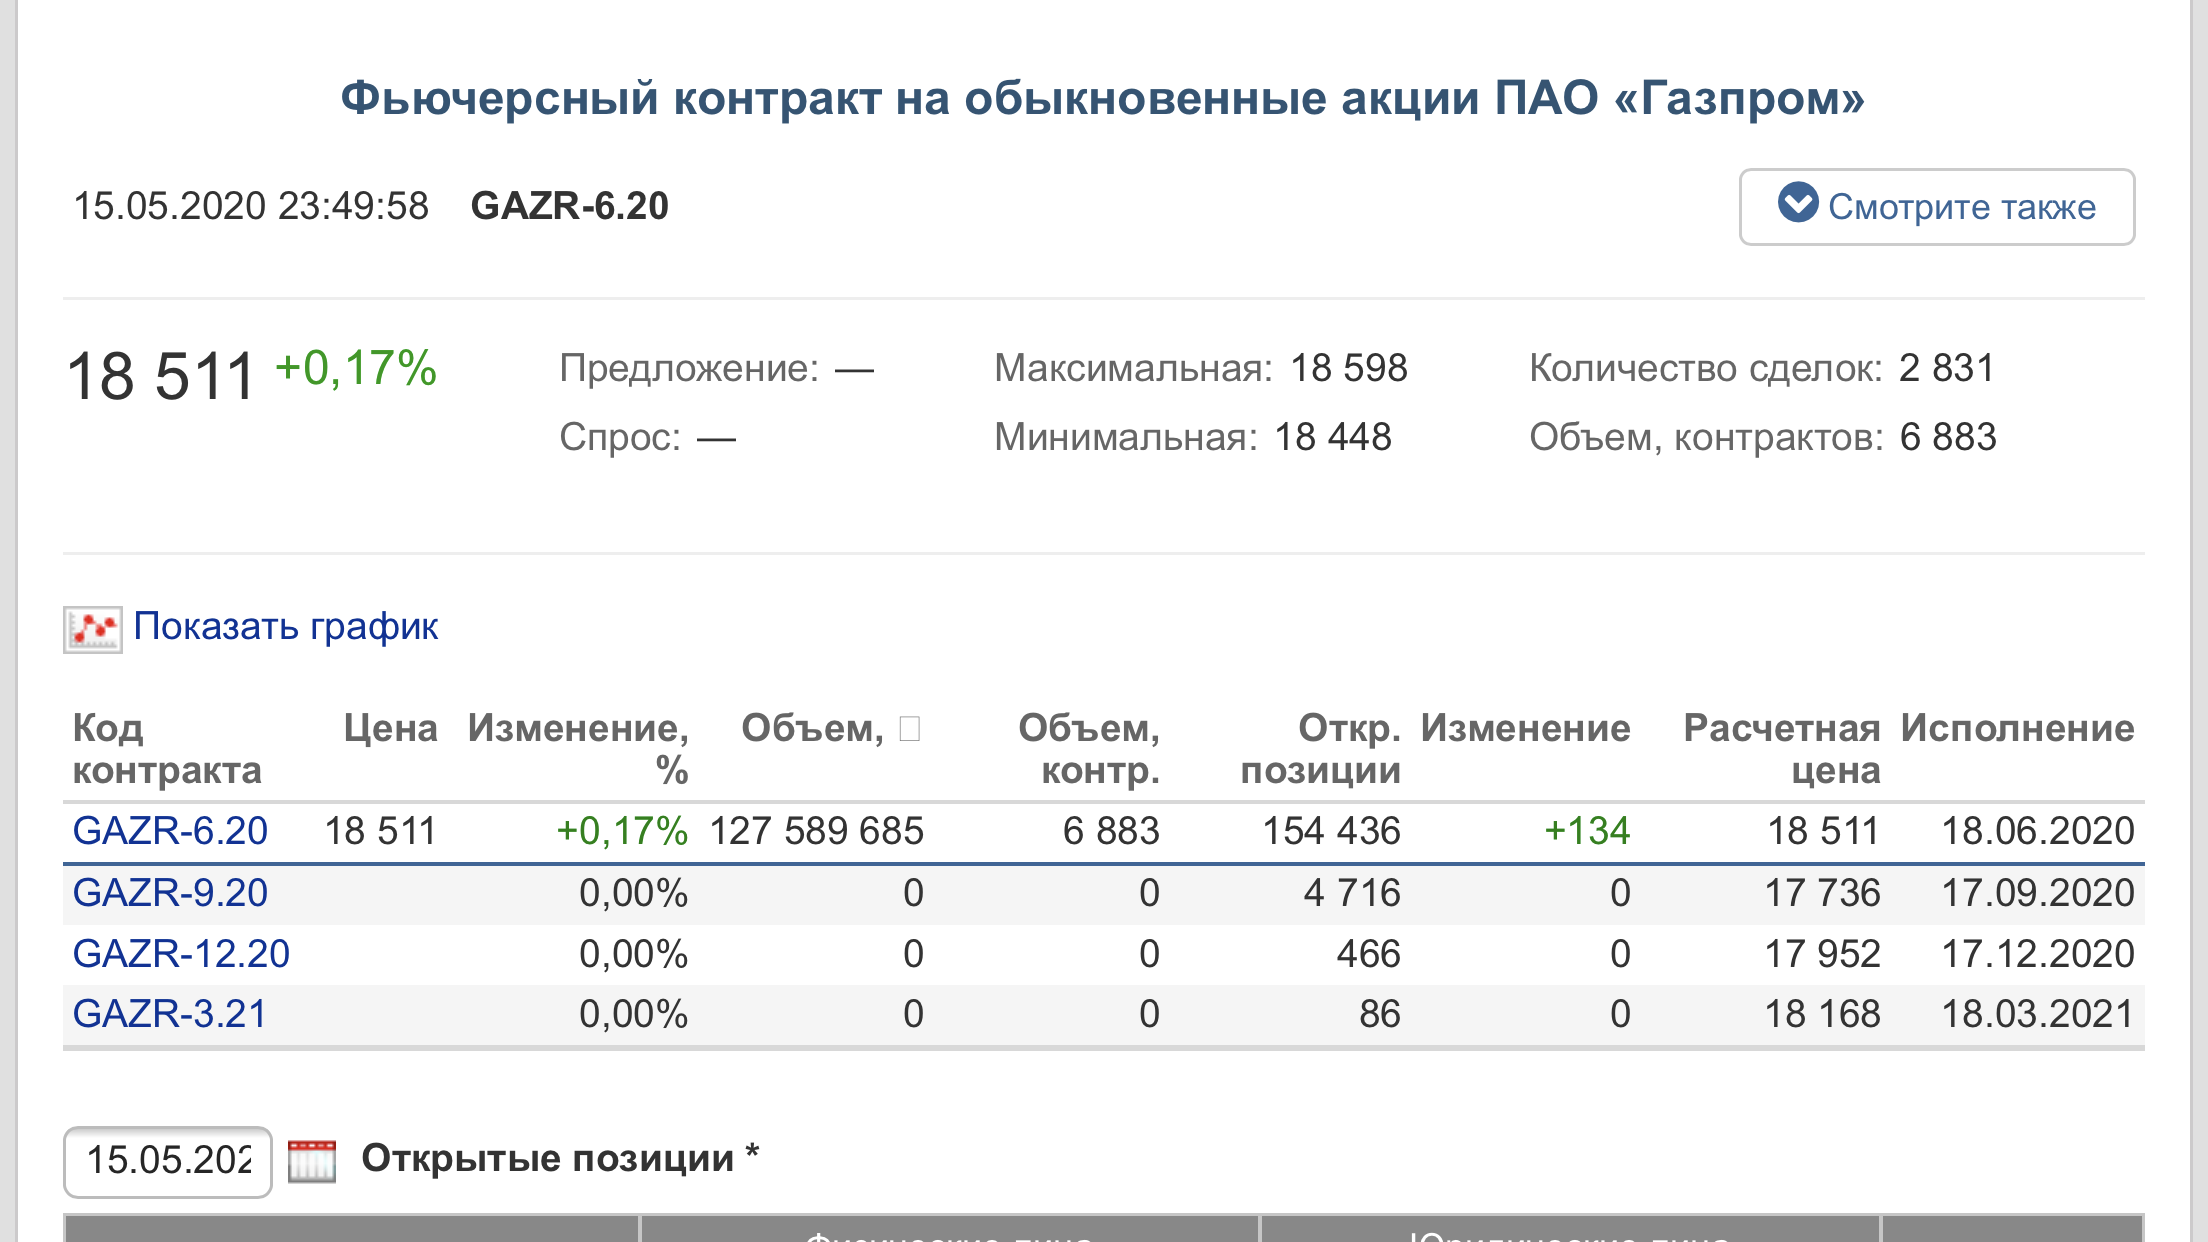 Фьючерсный контракт на обыкновенные акции ПАО «Газпром»
15.05.2020 23:49:58 GAZR-6.20
Смотрите также
18 511 +0,17% Предложение: — Максимальная: 18 598 Количество сделок: 2 831
Спрос: — Минимальная: 18 448 Объем, контрактов: 6 883
Показать график
Код контракта Цена Изменение, % Объем, Объем, контр. Откр. позиции Изменение Расчетная цена Исполнение
GAZR-6.20 18 511 +0,17% 127 589 685 6 883 154 436 +134 18 511 18.06.2020
GAZR-9.20 0,00% 0 0 4 716 0 17 736 17.09.2020
GAZR-12.20 0,00% 0 0 466 0 17 952 17.12.2020
GAZR-3.21 0,00% 0 0 86 0 18 168 18.03.2021
15.05.202 Открытые позиции *